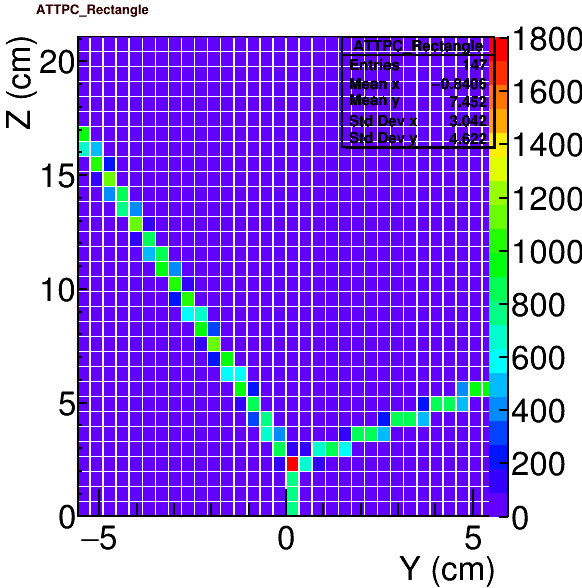 ATTPC_Rectangle
Z (cm)
20
15
10
5
0
ATTPC_Rectangle
Entries 147
Mean x −0.8406
Mean y 7.452
Std Dev x 3.042
Std Dev y 4.622
1800
1600
1400
1200
1000
800
600
400
200
0
−5 0 5
Y (cm)